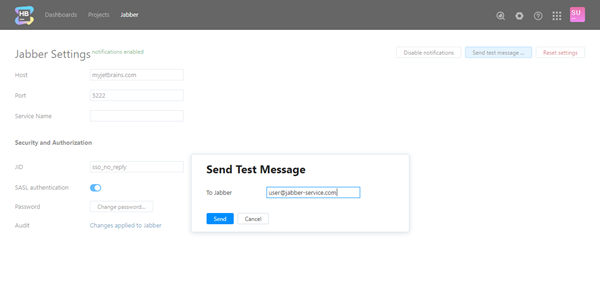 HB
Dashboards Projects Jabber
BU
Jabber Settings notifications enabled
Disable notifications Send test message ... Reset settings
Host myjetbrains.com
Port 5222
Service Name
Security and Authorization
JID sso_no_reply
SASL authentication
Password Change password...
Audit Changes applied to Jabber
Send Test Message
To Jabber user@jabber-service.com
Send Cancel